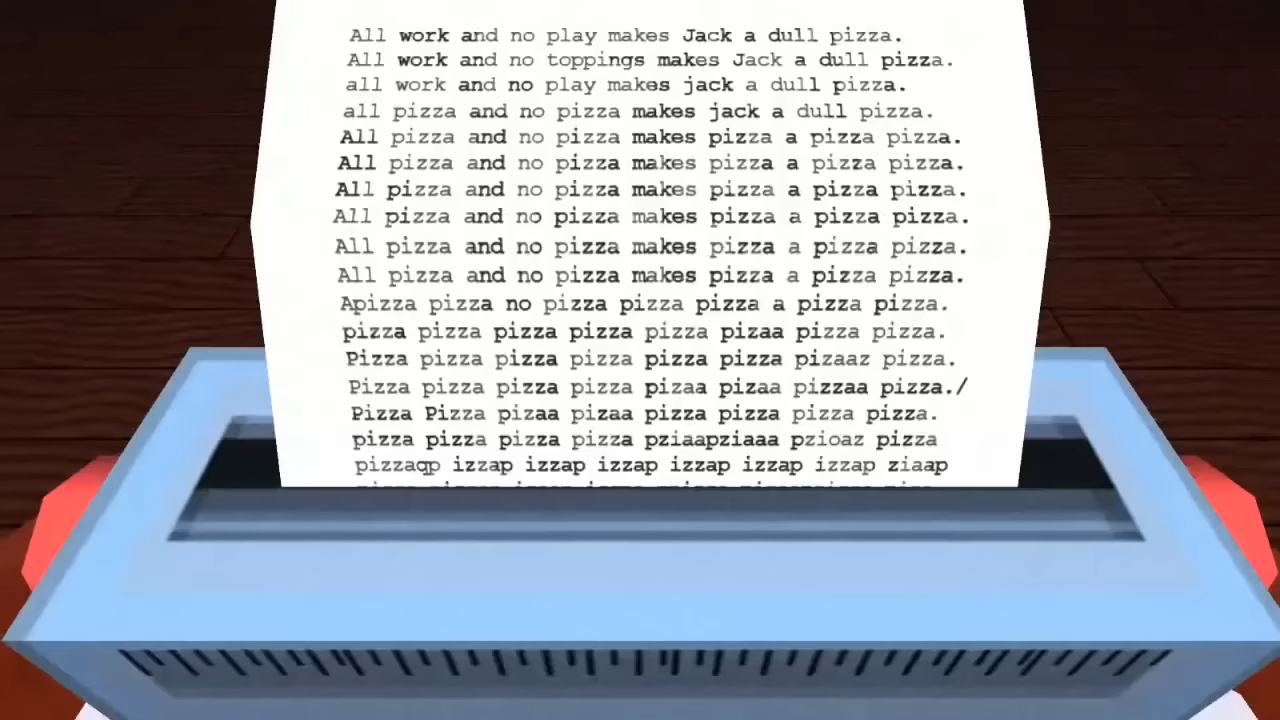 All work and no play makes Jack a dull pizza.
All work and no toppings makes Jack a dull pizza.
all work and no play makes jack a dull pizza.
all pizza and no pizza makes jack a dull pizza.
All pizza and no pizza makes pizza a pizza pizza.
All pizza and no pizza makes pizza a pizza pizza.
All pizza and no pizza makes pizza a pizza pizza.
All pizza and no pizza makes pizza a pizza pizza.
All pizza and no pizza makes pizza a pizza pizza.
All pizza and no pizza makes pizza a pizza pizza.
Apizza pizza no pizza pizza pizza a pizza pizza.
pizza pizza pizza pizza pizza pizaa pizza pizza.
Pizza pizza pizza pizza pizza pizza pizaaz pizza.
Pizza pizza pizza pizza pizaa pizaa pizzaa pizza./
Pizza Pizza pizaa pizaa pizza pizza pizza pizza.
pizza pizza pizza pizza pziaapziaaa pzioaz pizza
pizzaqp izzap izzap izzap izzap izzap izzap ziaap